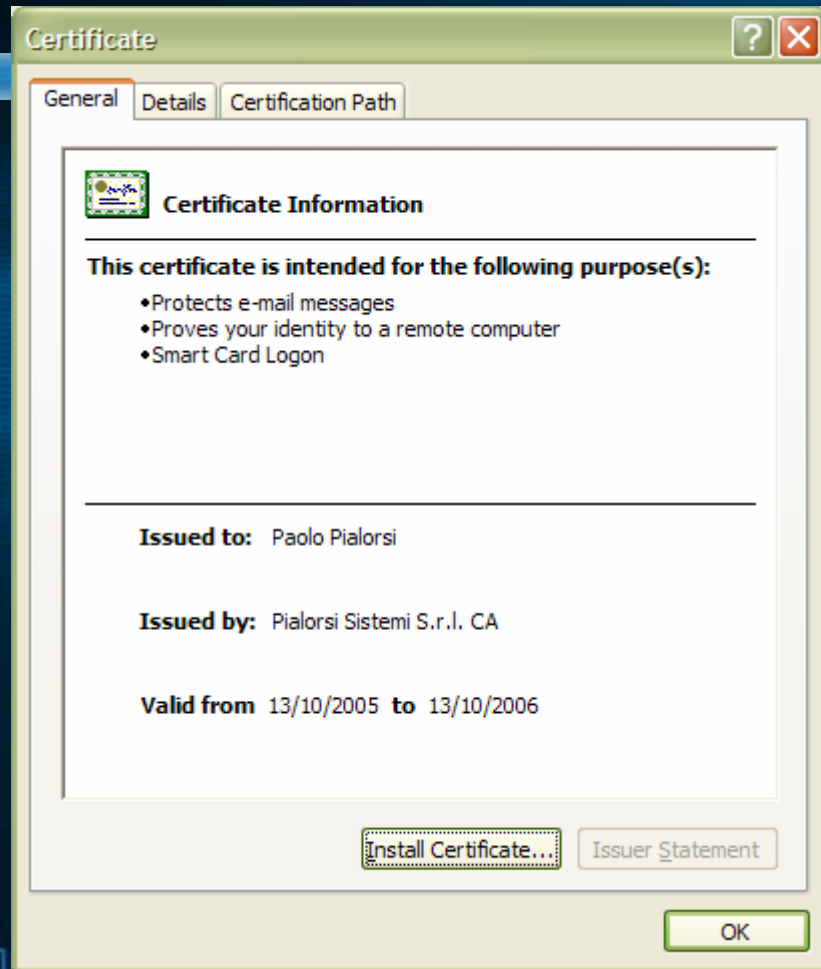 Certificate
General Details Certification Path
Certificate Information
This certificate is intended for the following purpose(s):
•Protects e-mail messages
•Proves your identity to a remote computer
•Smart Card Logon
Issued to: Paolo Pialorsi
Issued by: Pialorsi Sistemi S.r.l. CA
Valid from 13/10/2005 to 13/10/2006
Install Certificate... Issuer Statement
OK